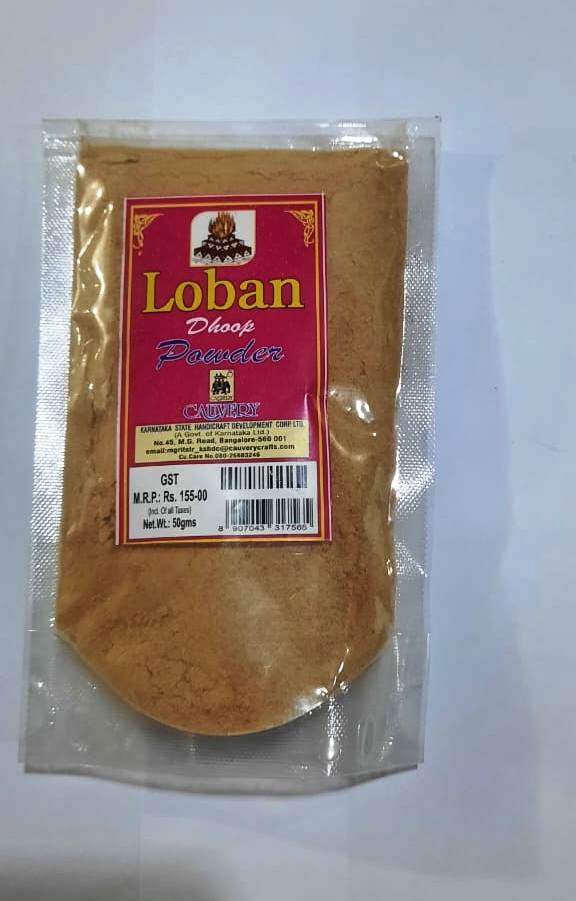 Loban
Dhoop
Powder
CAUVERY
KARNATAKA STATE HANDICRAFT DEVELOPMENT CORP. LTD.
(A Govt. of Karnataka Ltd.)
No.45, M.G. Road, Bangalore-560 001
email:mgritslr_kshdc@cauverycrafts.com
Cu.Care No.080-26683248
GST
M.R.P.: Rs. 155-00
(Incl. Of all Taxes)
Net.Wt.: 50gms
8 907043 317565